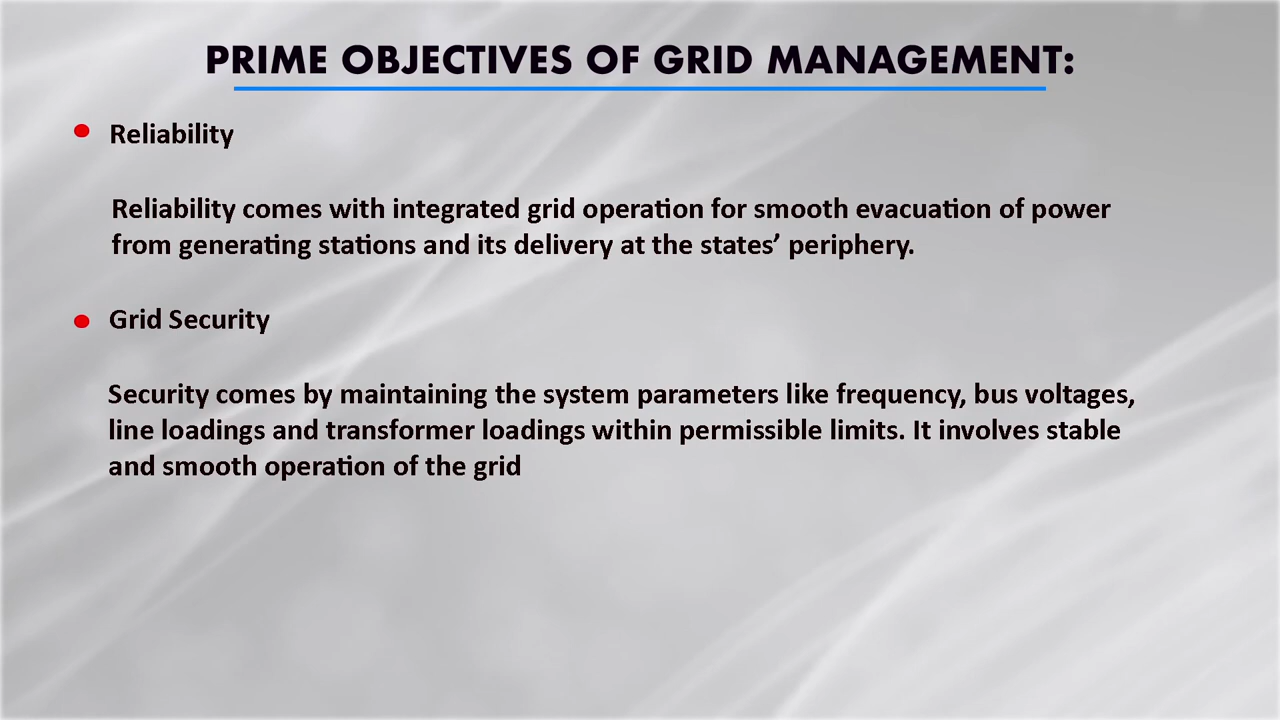 PRIME OBJECTIVES OF GRID MANAGEMENT:
Reliability
Reliability comes with integrated grid operation for smooth evacuation of power
from generating stations and its delivery at the states’ periphery.
Grid Security
Security comes by maintaining the system parameters like frequency, bus voltages,
line loadings and transformer loadings within permissible limits. It involves stable
and smooth operation of the grid